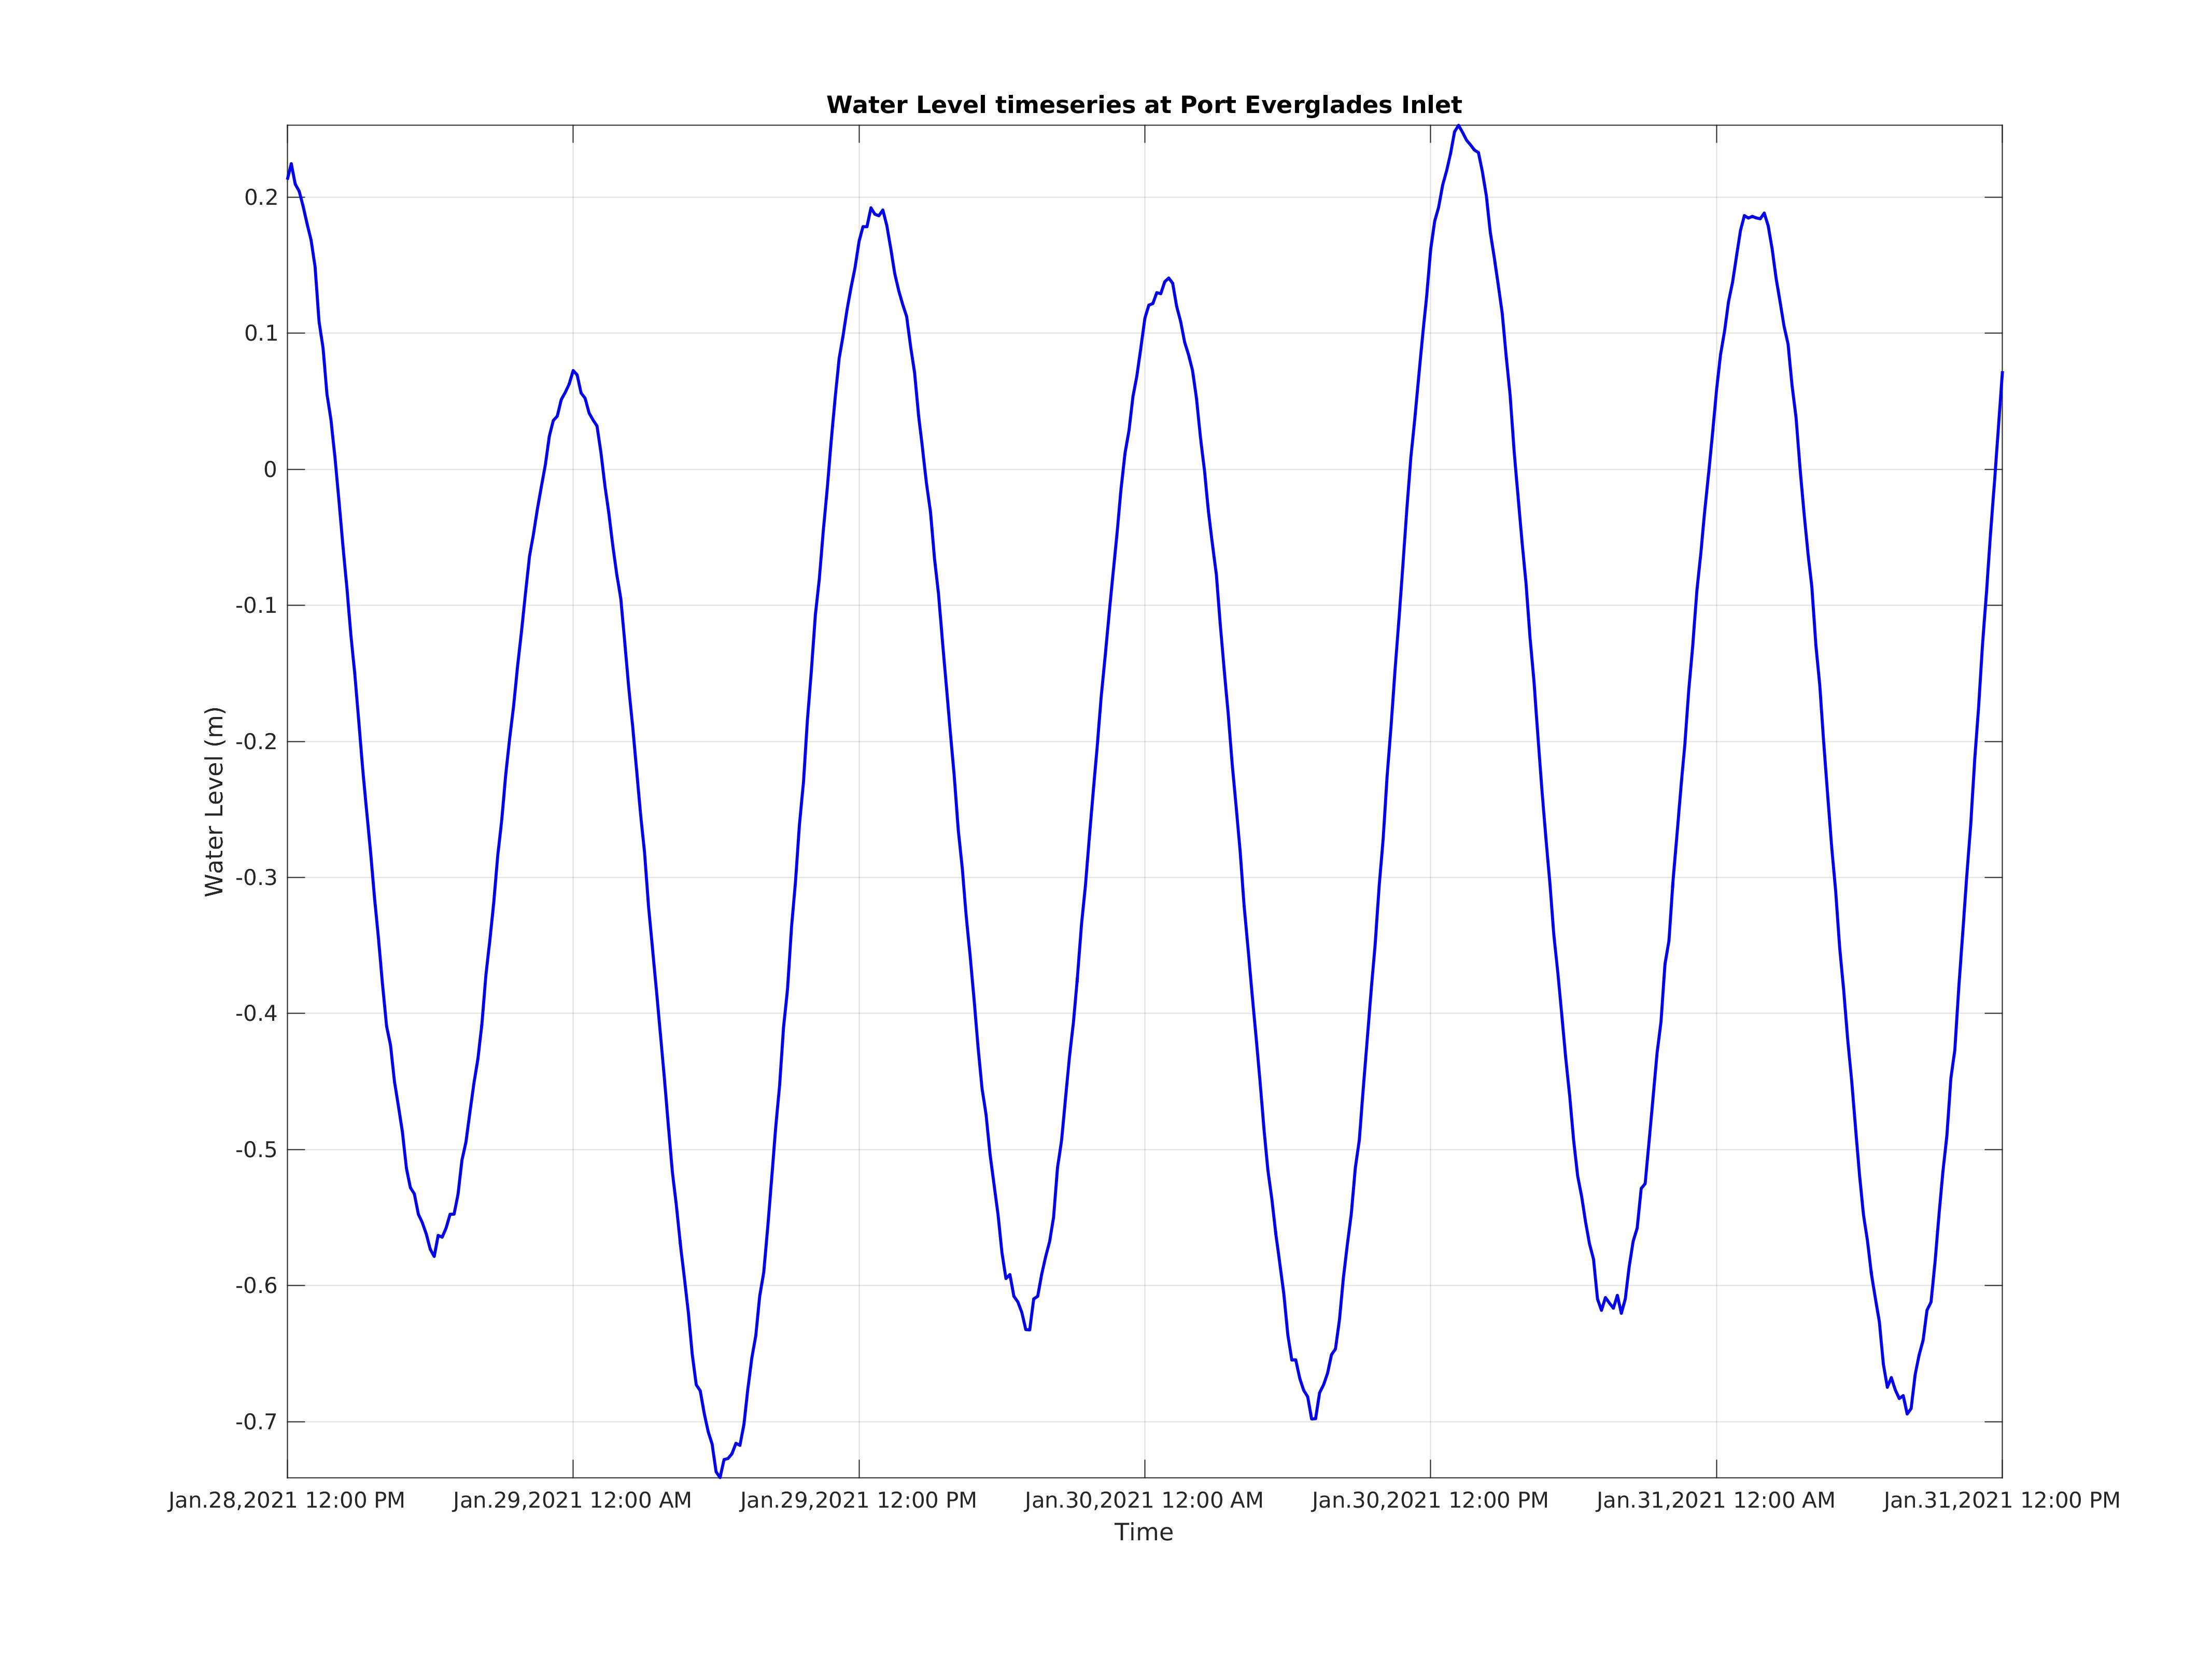 Water Level timeseries at Port Everglades Inlet
0.2
0.1
0
-0.1
-0.2
-0.3
-0.4
-0.5
-0.6
-0.7
Water Level (m)
Jan.28,2021 12:00 PM Jan.29,2021 12:00 AM Jan.29,2021 12:00 PM Jan.30,2021 12:00 AM Jan.30,2021 12:00 PM Jan.31,2021 12:00 AM Jan.31,2021 12:00 PM
Time